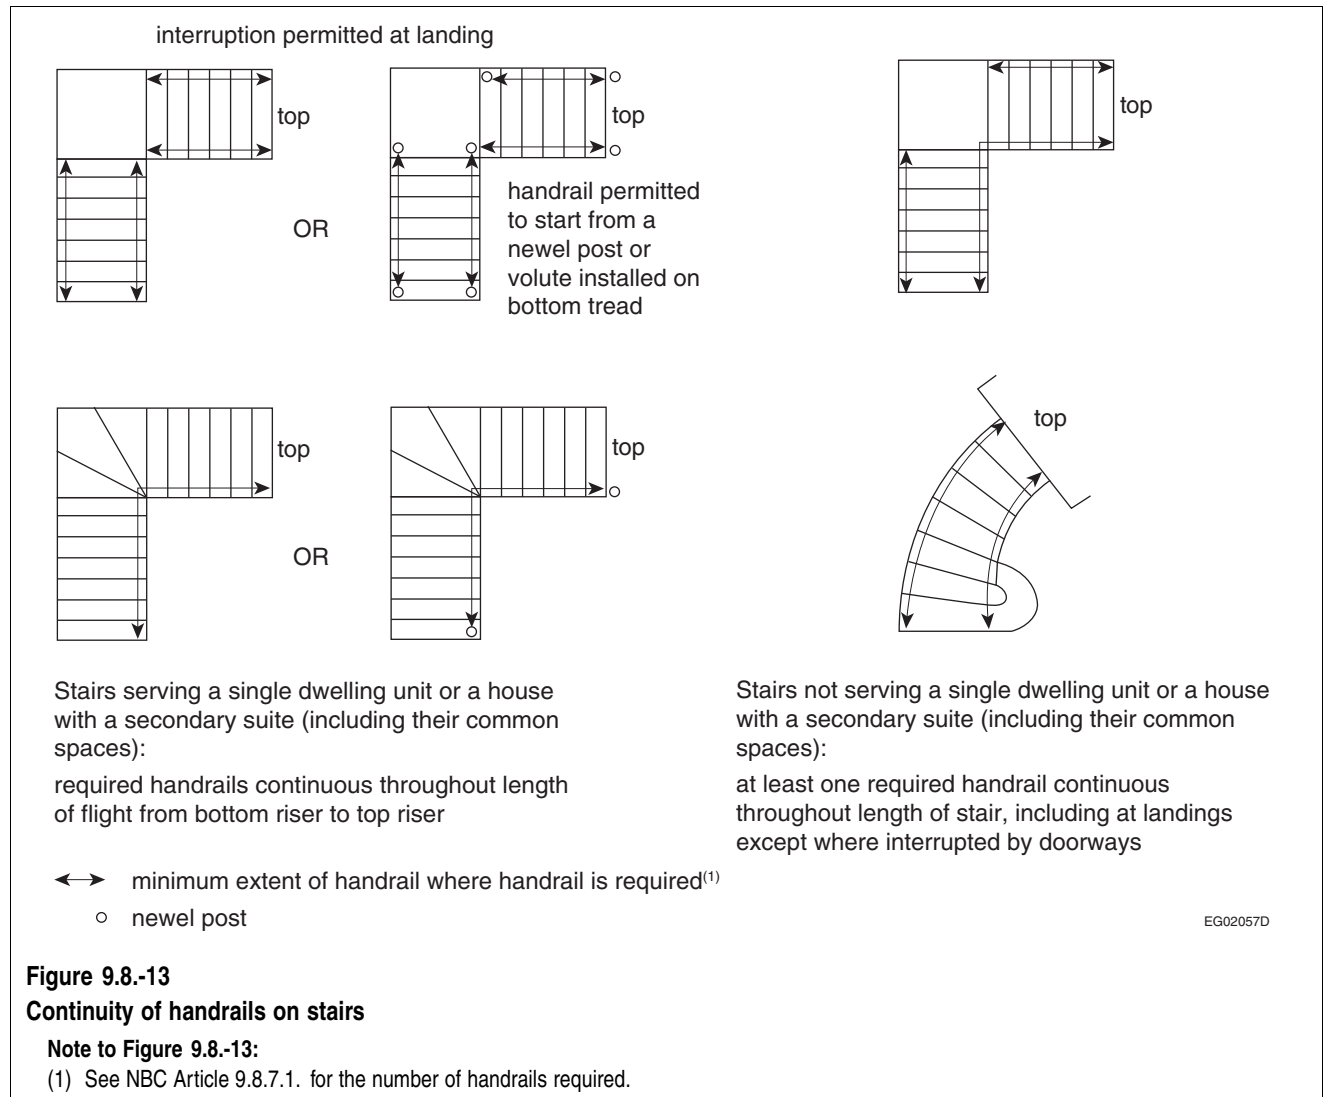 interruption permitted at landing
top
OR
top
handrail permitted
to start from a
newel post or
volute installed on
bottom tread
top
top
OR
top
top
Stairs serving a single dwelling unit or a house
with a secondary suite (including their common
spaces):
required handrails continuous throughout length
of flight from bottom riser to top riser
Stairs not serving a single dwelling unit or a house
with a secondary suite (including their common
spaces):
at least one required handrail continuous
throughout length of stair, including at landings
except where interrupted by doorways
minimum extent of handrail where handrail is required(1)
newel post
EG02057D
Figure 9.8.-13
Continuity of handrails on stairs
Note to Figure 9.8.-13:
(1) See NBC Article 9.8.7.1. for the number of handrails required.